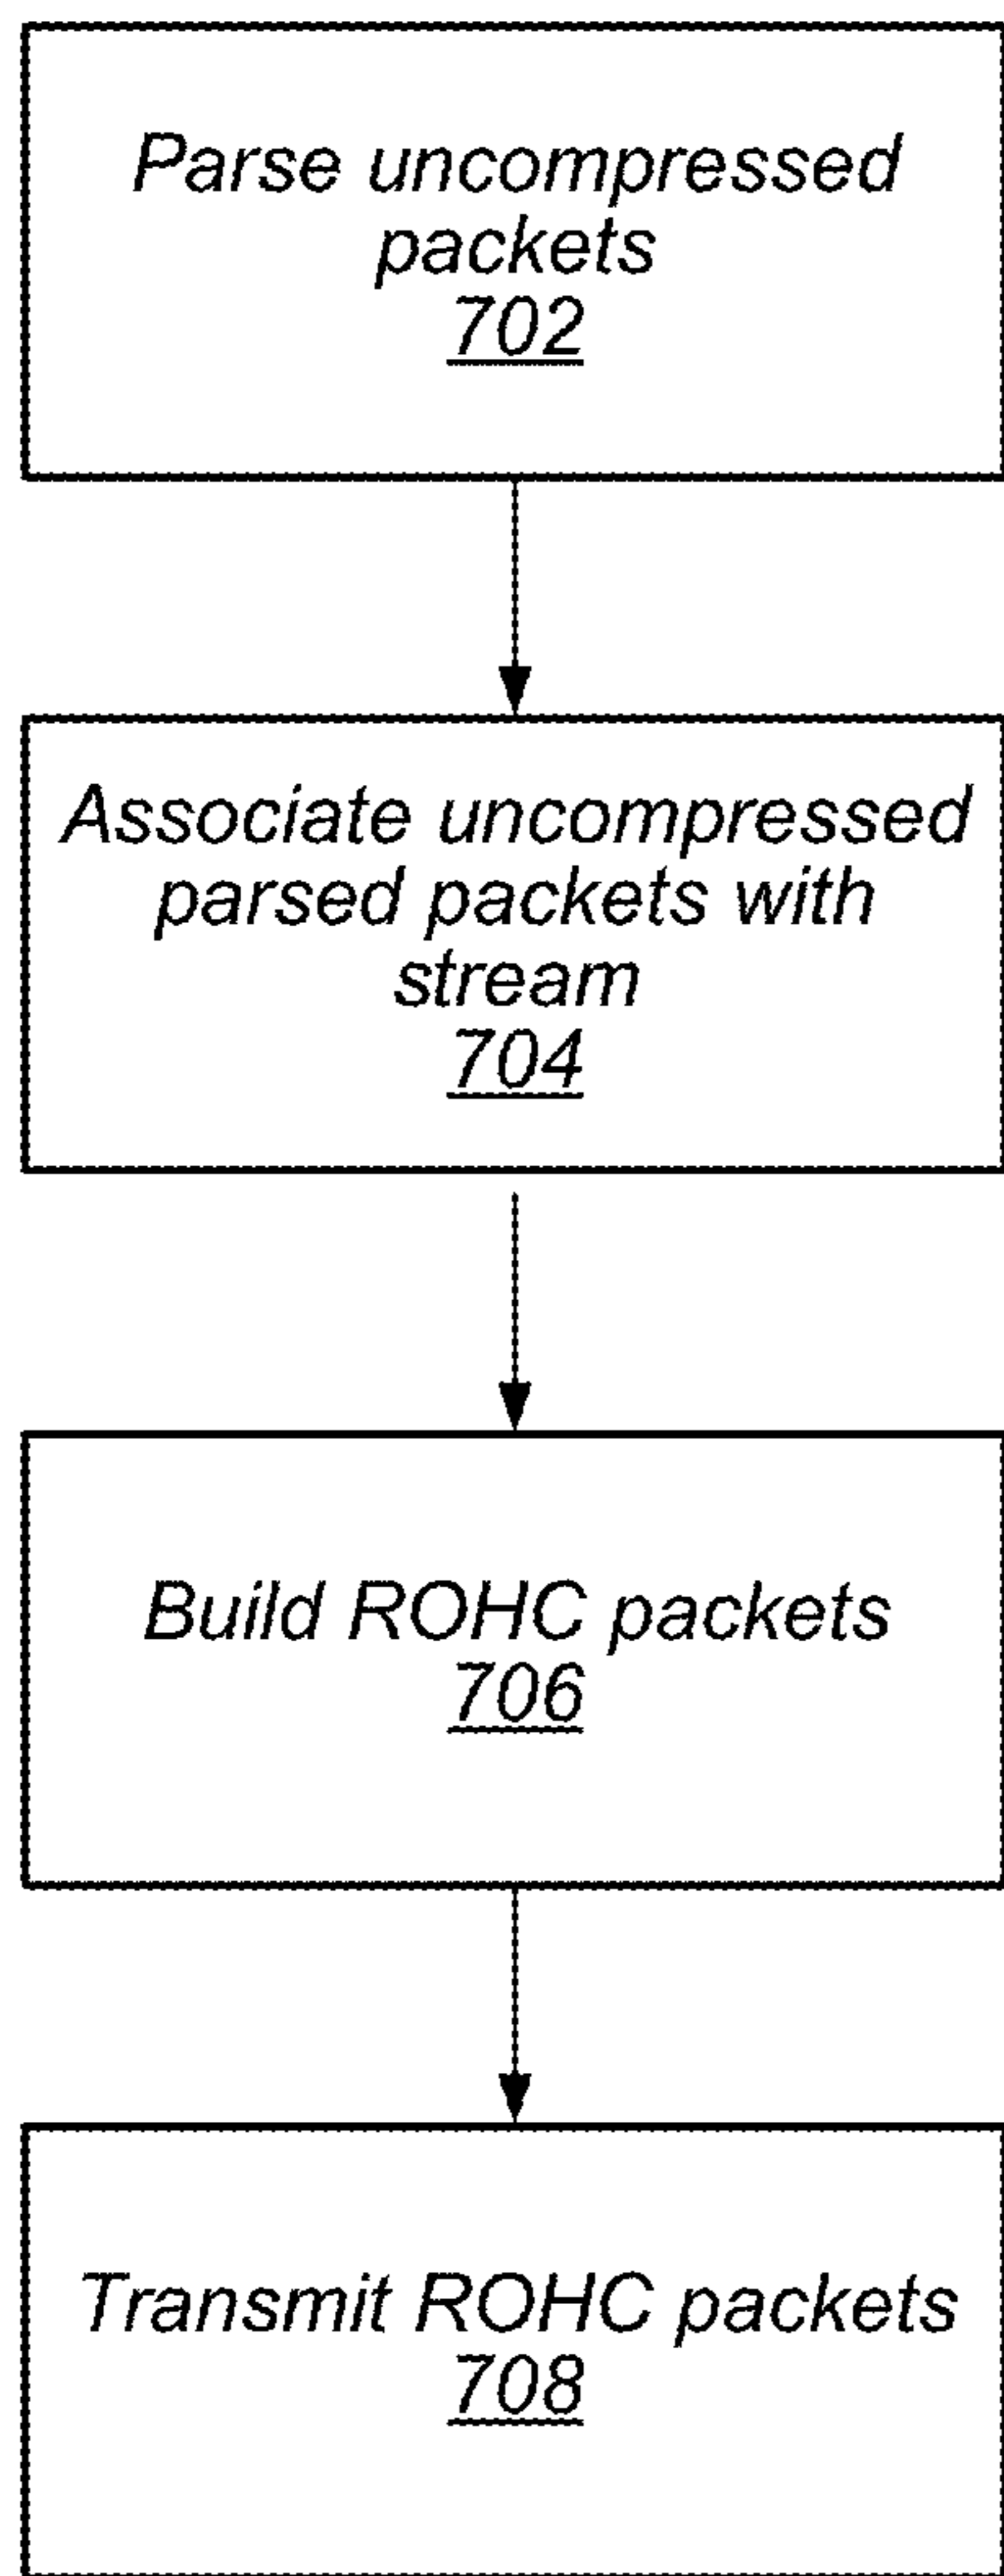 Parse uncompressed
packets
702
Associate uncompressed
parsed packets with
stream
704
Build ROHC packets
706
Transmit ROHC packets
708